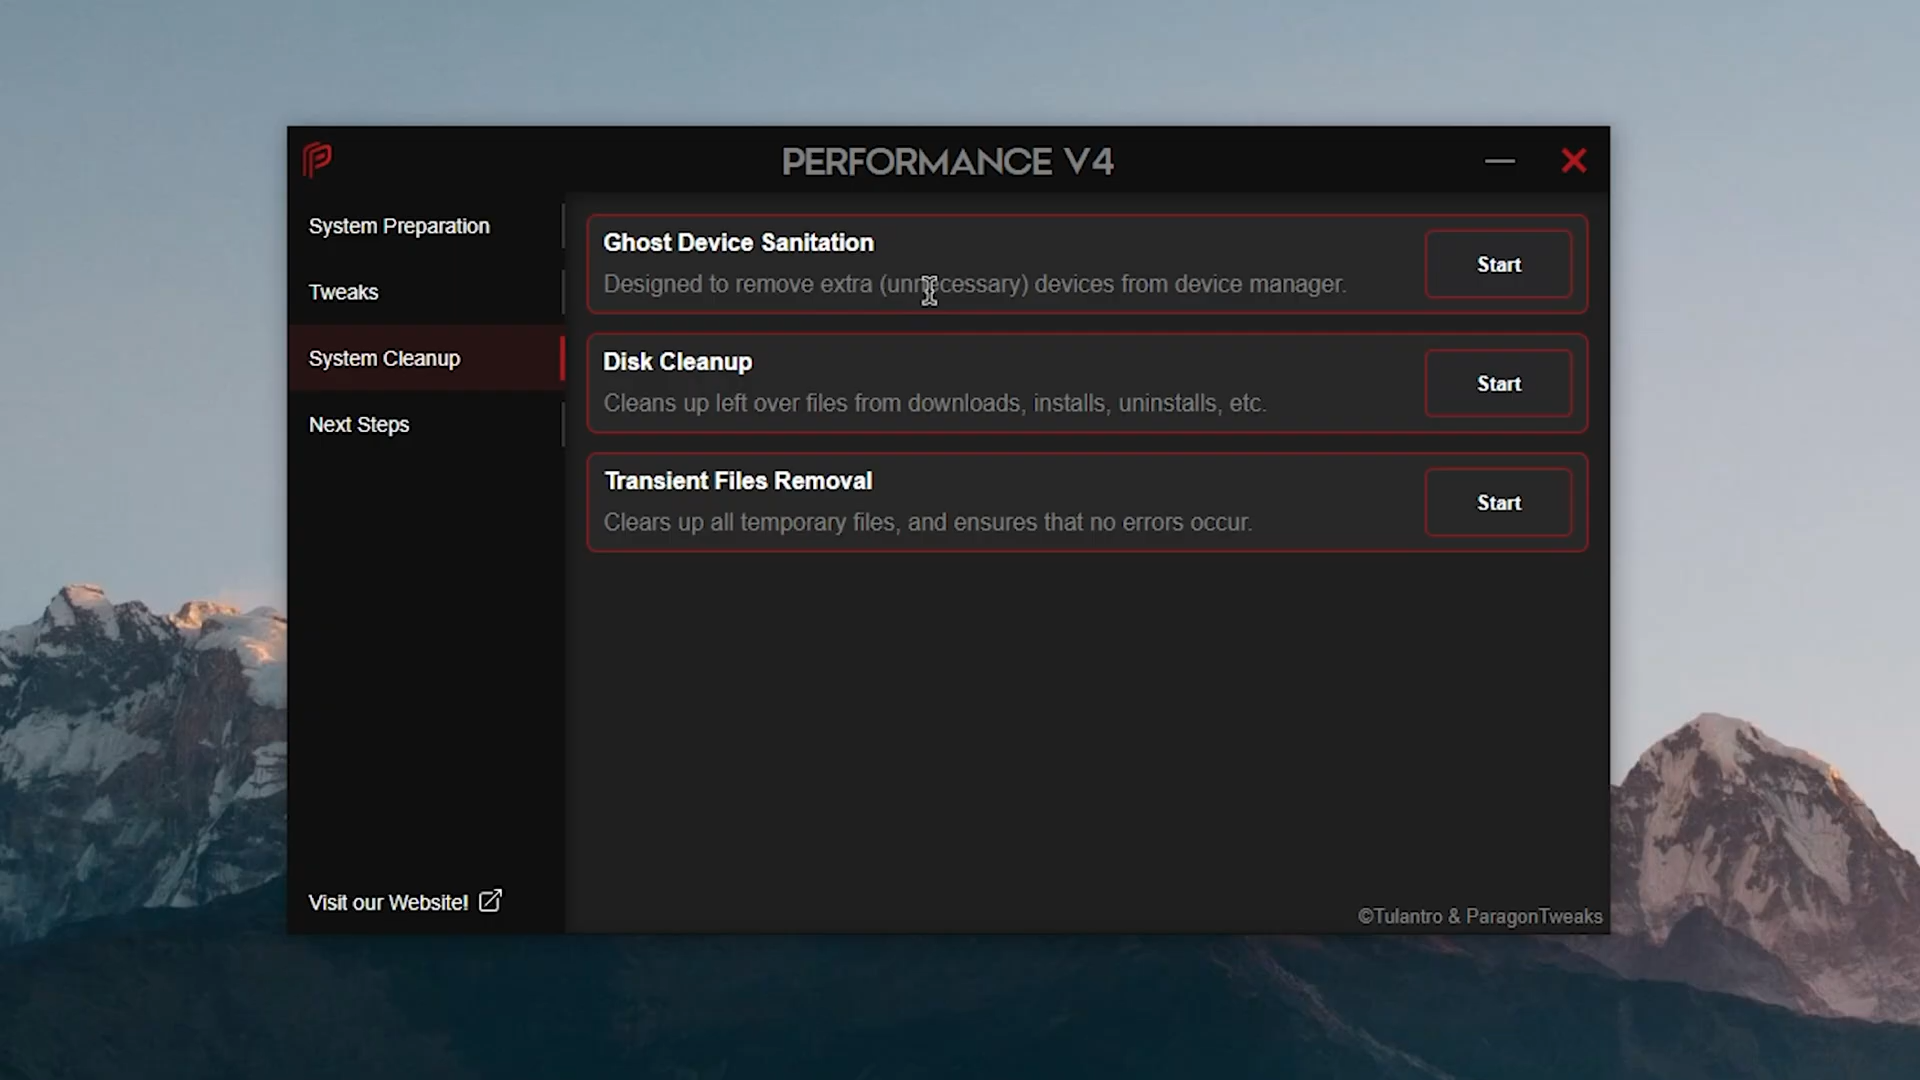 PERFORMANCE V4
System Preparation
Tweaks
System Cleanup
Next Steps
Visit our Website!
Ghost Device Sanitation
Designed to remove extra (unnecessary) devices from device manager.
Start
Disk Cleanup
Cleans up left over files from downloads, installs, uninstalls, etc.
Start
Transient Files Removal
Clears up all temporary files, and ensures that no errors occur.
Start
©Tulantro & ParagonTweaks